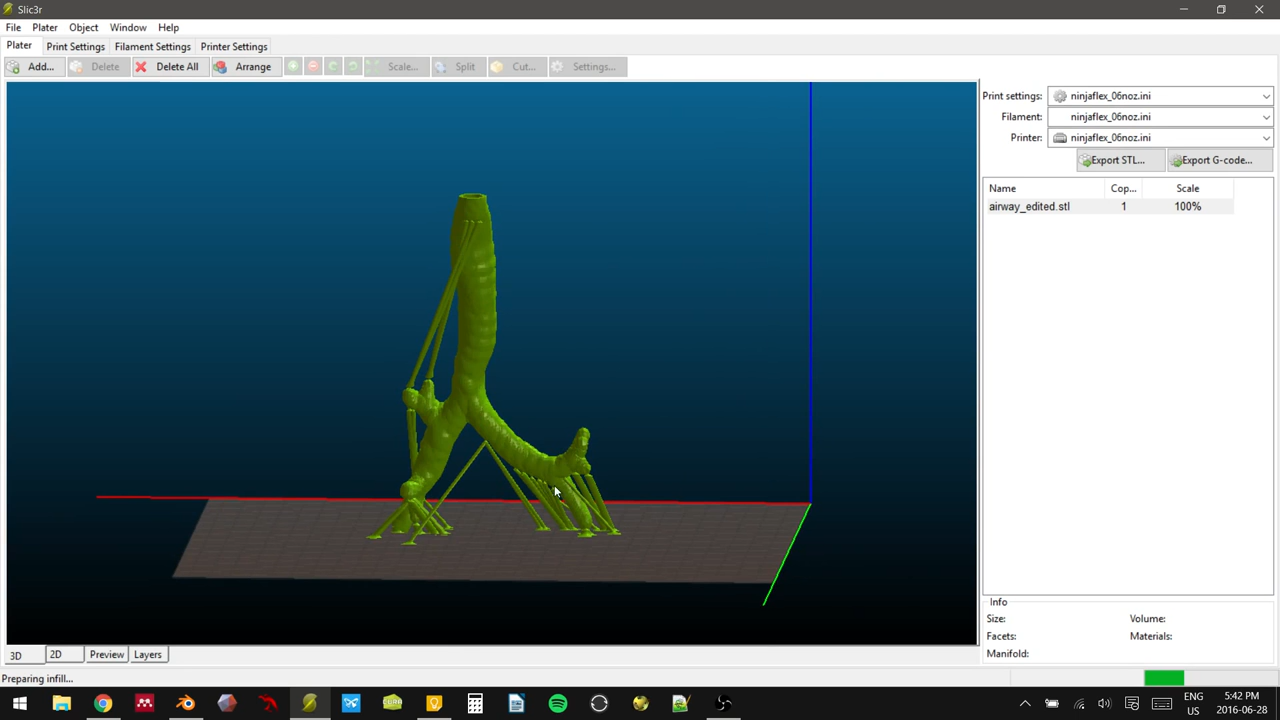 Slic3r
File Plater Object Window Help
Plater Print Settings Filament Settings Printer Settings
Add... Delete Delete All Arrange Scale... Split Cut... Settings...
Print settings: ninjaflex_06noz.ini
Filament: ninjaflex_06noz.ini
Printer: ninjaflex_06noz.ini
Export STL... Export G-code...
Name Cop... Scale
airway_edited.stl 1 100%
Info
Size: Volume:
Facets: Materials:
Manifold:
3D 2D Preview Layers
Preparing infill...
ENG 5:42 PM
US 2016-06-28